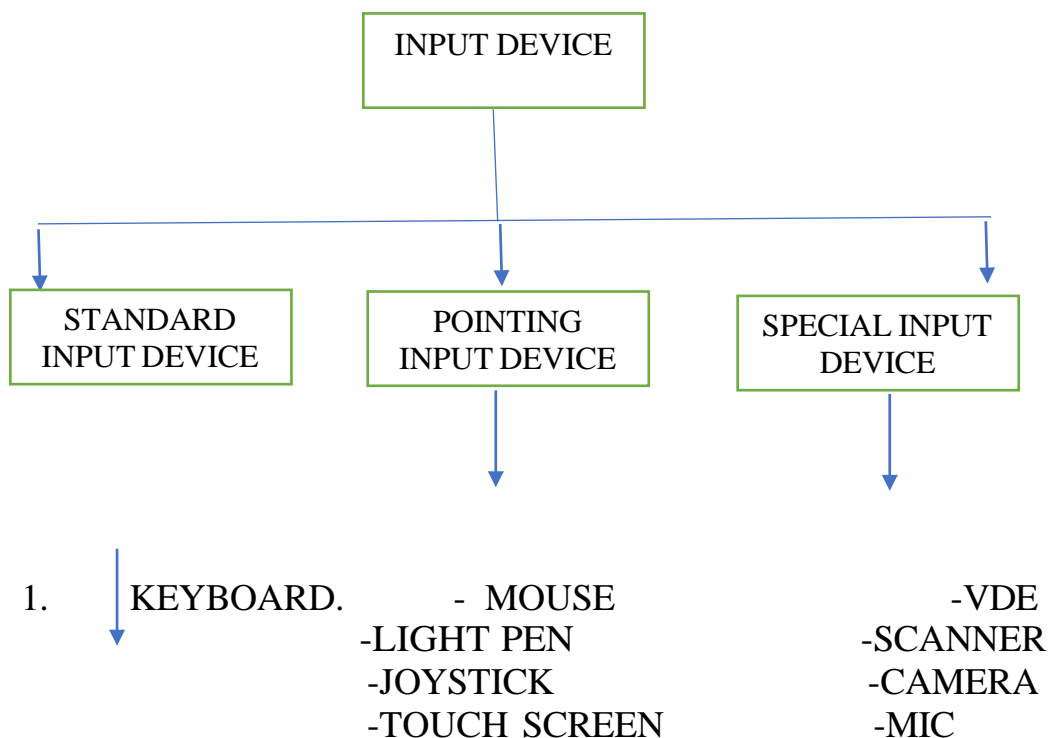 INPUT DEVICE
STANDARD
INPUT DEVICE
POINTING
INPUT DEVICE
SPECIAL INPUT
DEVICE
1. KEYBOARD. - MOUSE -VDE
-LIGHT PEN -SCANNER
-JOYSTICK -CAMERA
-TOUCH SCREEN -MIC